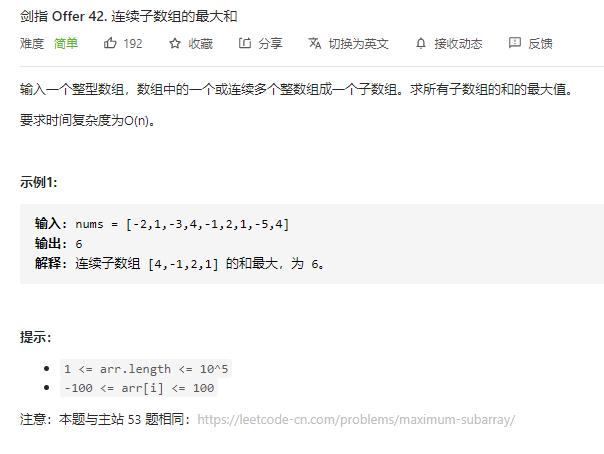 剑指 Offer 42. 连续子数组的最大和
难度 简单 192 收藏 分享 切换为英文 接收动态 反馈
输入一个整型数组，数组中的一个或连续多个整数组成一个子数组。求所有子数组的和的最大值。
要求时间复杂度为O(n)。
示例1:
输入: nums = [-2,1,-3,4,-1,2,1,-5,4]
输出: 6
解释: 连续子数组 [4,-1,2,1] 的和最大，为 6。
提示：
1 <= arr.length <= 10^5
-100 <= arr[i] <= 100
注意：本题与主站 53 题相同：https://leetcode-cn.com/problems/maximum-subarray/